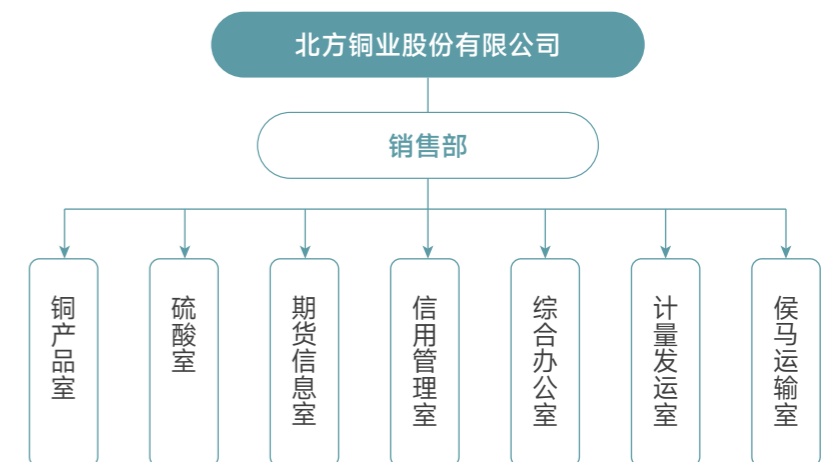 北方铜业股份有限公司
销售部
铜产品室
硫酸室
期货信息室
信用管理室
综合办公室
计量发运室
侯马运输室